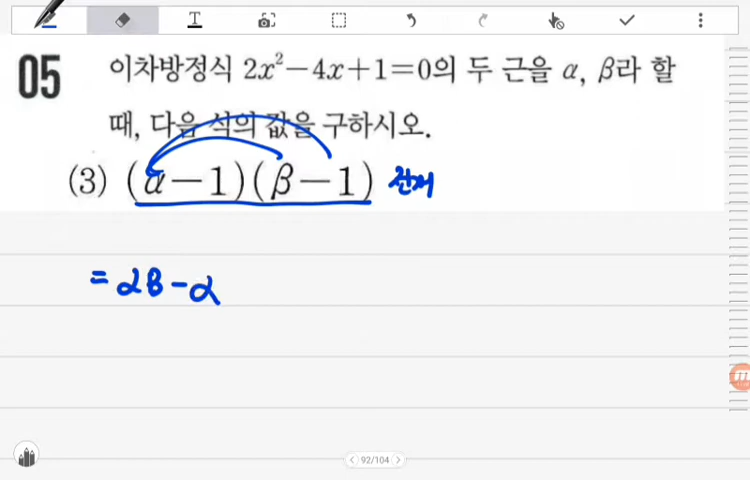 05 이차방정식 2x²-4x+1=0의 두 근을 α, β라 할
때, 다음 식의 값을 구하시오.
(3) (α-1)(β-1) 전개
= αβ-α
92/104